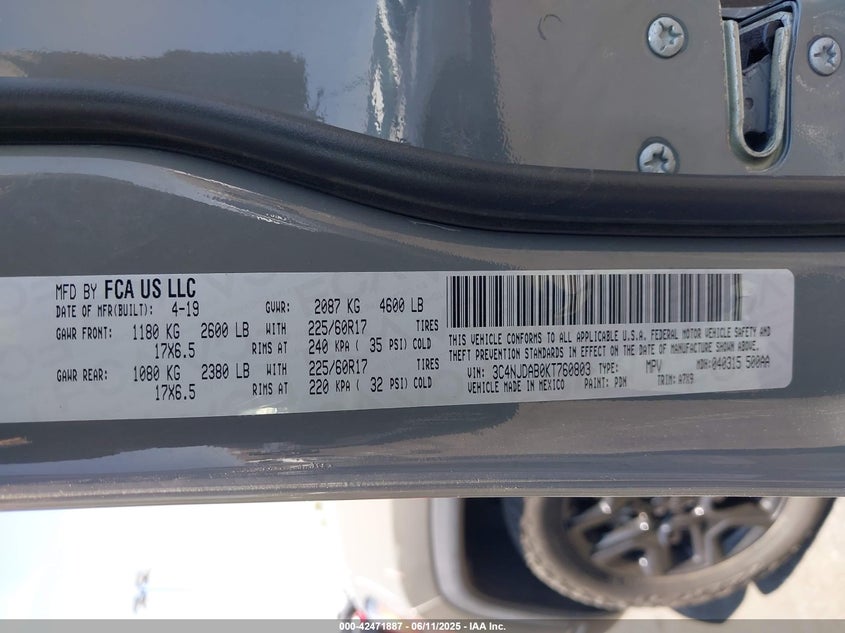 MFD BY FCA US LLC
DATE OF MFR(BUILT): 4-19 GVWR: 2087 KG 4600 LB
GAWR FRONT: 1180 KG 2600 LB WITH 225/60R17 TIRES
17X6.5 RIMS AT 240 KPA ( 35 PSI) COLD
GAWR REAR: 1080 KG 2380 LB WITH 225/60R17 TIRES
17X6.5 RIMS AT 220 KPA ( 32 PSI) COLD
THIS VEHICLE CONFORMS TO ALL APPLICABLE U.S.A. FEDERAL MOTOR VEHICLE SAFETY AND
THEFT PREVENTION STANDARDS IN EFFECT ON THE DATE OF MANUFACTURE SHOWN ABOVE.
VIN: 3C4NJDAB0KT760803 TYPE: MPV MDH:040315 500AA
VEHICLE MADE IN MEXICO PAINT: PDN TRIM: A7X9
000-42471887 - 06/11/2025 - IAA Inc.